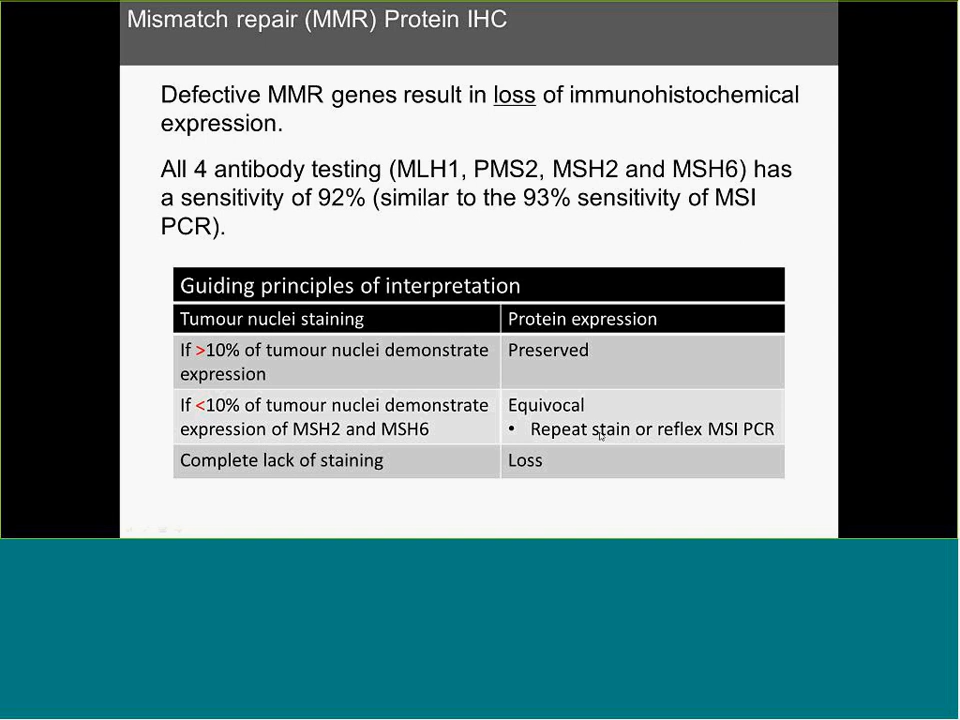 Mismatch repair (MMR) Protein IHC
Defective MMR genes result in loss of immunohistochemical
expression.
All 4 antibody testing (MLH1, PMS2, MSH2 and MSH6) has
a sensitivity of 92% (similar to the 93% sensitivity of MSI
PCR).
Guiding principles of interpretation
Tumour nuclei staining
Protein expression
If >10% of tumour nuclei demonstrate
expression
Preserved
If <10% of tumour nuclei demonstrate
expression of MSH2 and MSH6
Equivocal
• Repeat stain or reflex MSI PCR
Complete lack of staining
Loss